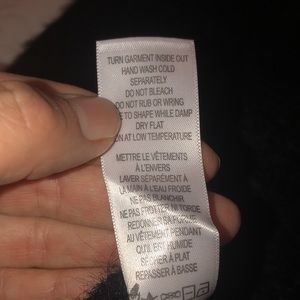 TURN GARMENT INSIDE OUT
HAND WASH COLD
SEPARATELY
DO NOT BLEACH
DO NOT RUB OR WRING
TO SHAPE WHILE DAMP
DRY FLAT
ON AT LOW TEMPERATURE
METTRE LE VÊTEMENTS
À L'ENVERS
LAVER SÉPARÉMENT À
LA MAIN À L'EAU FROIDE
NE PAS BLANCHIR
NE PAS FROTTER NI TORDE
REDONNER SA FORME
AU VÊTEMENT PENDANT
QU'IL EST HUMIDE
SÉCHER À PLAT
REPASSER À BASSE